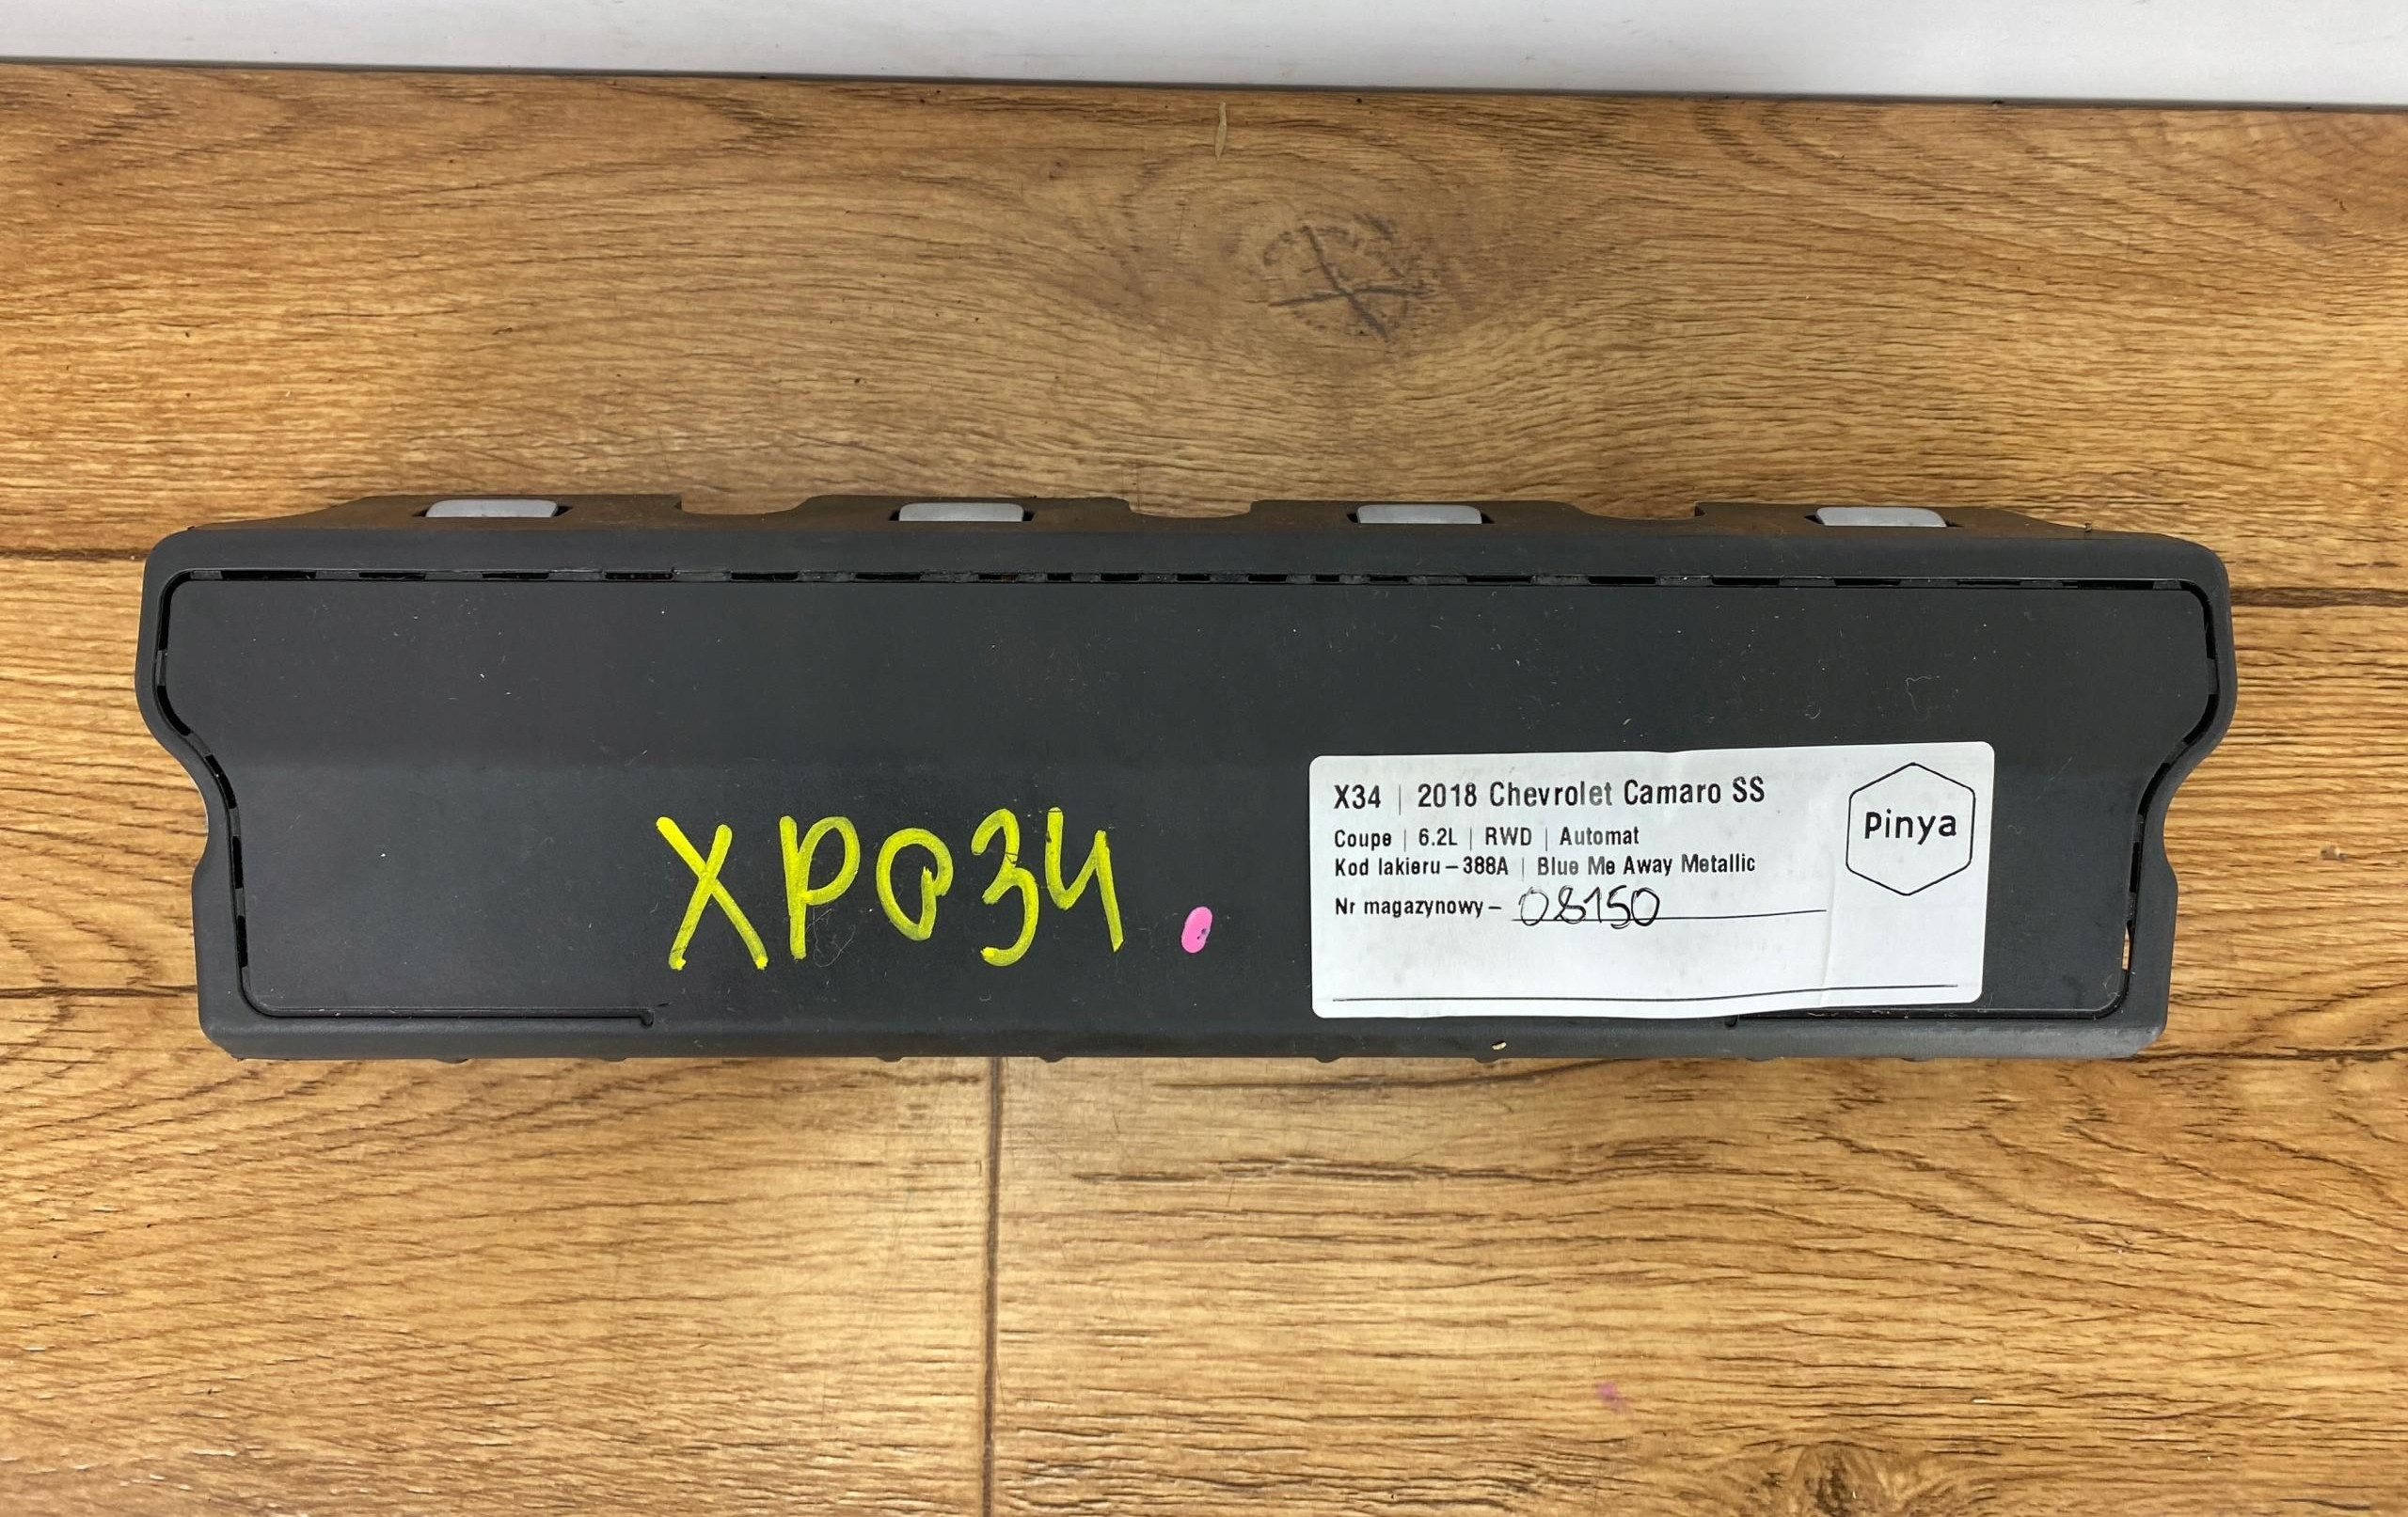 XP034.
X34 | 2018 Chevrolet Camaro SS
Coupe | 6.2L | RWD | Automat
Kod lakieru – 388A | Blue Me Away Metallic
Nr magazynowy – 08150
Pinya